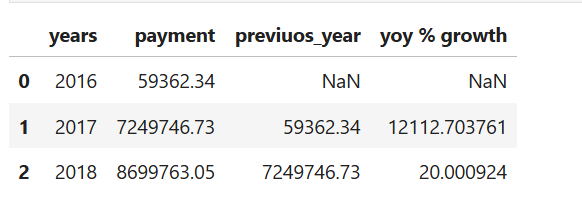 years payment previuos_year yoy % growth
0 2016 59362.34 NaN NaN
1 2017 7249746.73 59362.34 12112.703761
2 2018 8699763.05 7249746.73 20.000924